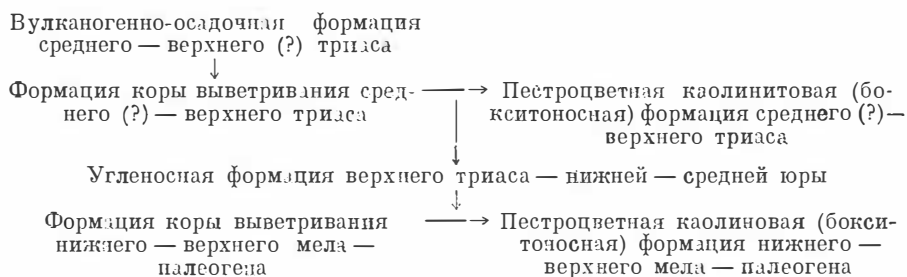 Вулканогенно-осадочная формация
среднего — верхнего (?) триаса
↓
Формация коры выветривания сред-
него (?) — верхнего триаса
→ Пестроцветная каолинитовая (бо-
кситоносная) формация среднего (?)—
верхнего триаса
↓
Угленосная формация верхнего триаса — нижней — средней юры
↓
Формация коры выветривания
нижнего — верхнего мела —
палеогена
→ Пестроцветная каолиновая (бокси-
тоносная) формация нижнего —
верхнего мела — палеогена